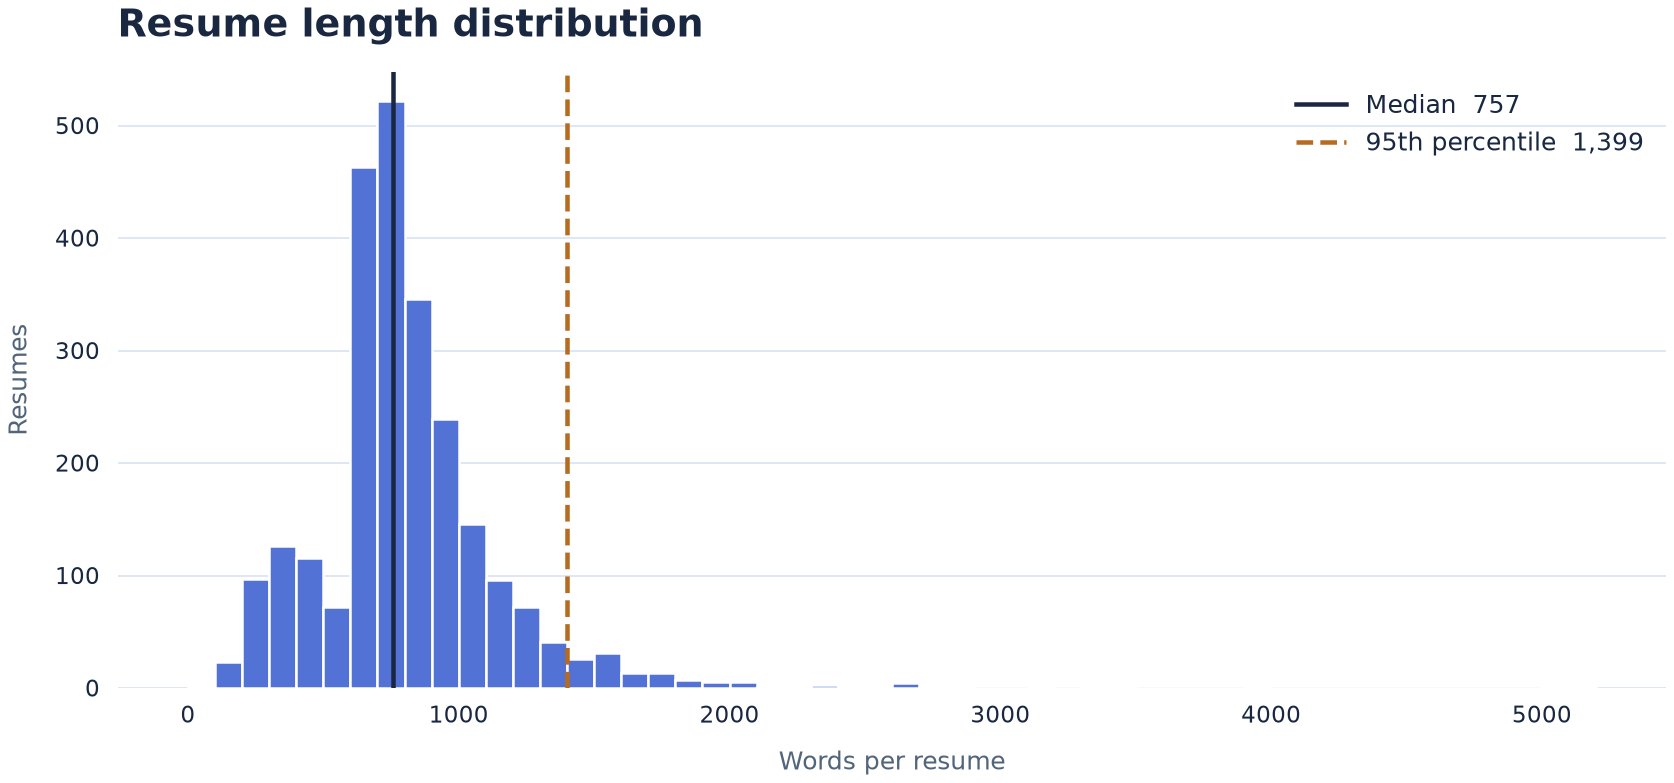 Resume length distribution
Median 757
95th percentile 1,399
500
400
300
200
100
0
Resumes
0 1000 2000 3000 4000 5000
Words per resume